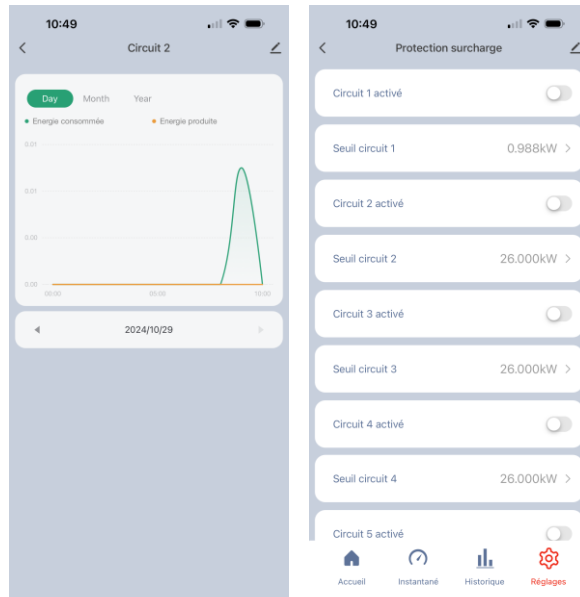 10:49
Circuit 2
Day Month Year
Energie consommée Energie produite
0.01
0.01
0.00
0.00
00:00 05:00 10:00
2024/10/29
10:49
Protection surcharge
Circuit 1 activé
Seuil circuit 1 0.988kW
Circuit 2 activé
Seuil circuit 2 26.000kW
Circuit 3 activé
Seuil circuit 3 26.000kW
Circuit 4 activé
Seuil circuit 4 26.000kW
Circuit 5 activé
Accueil Instantané Historique Réglages